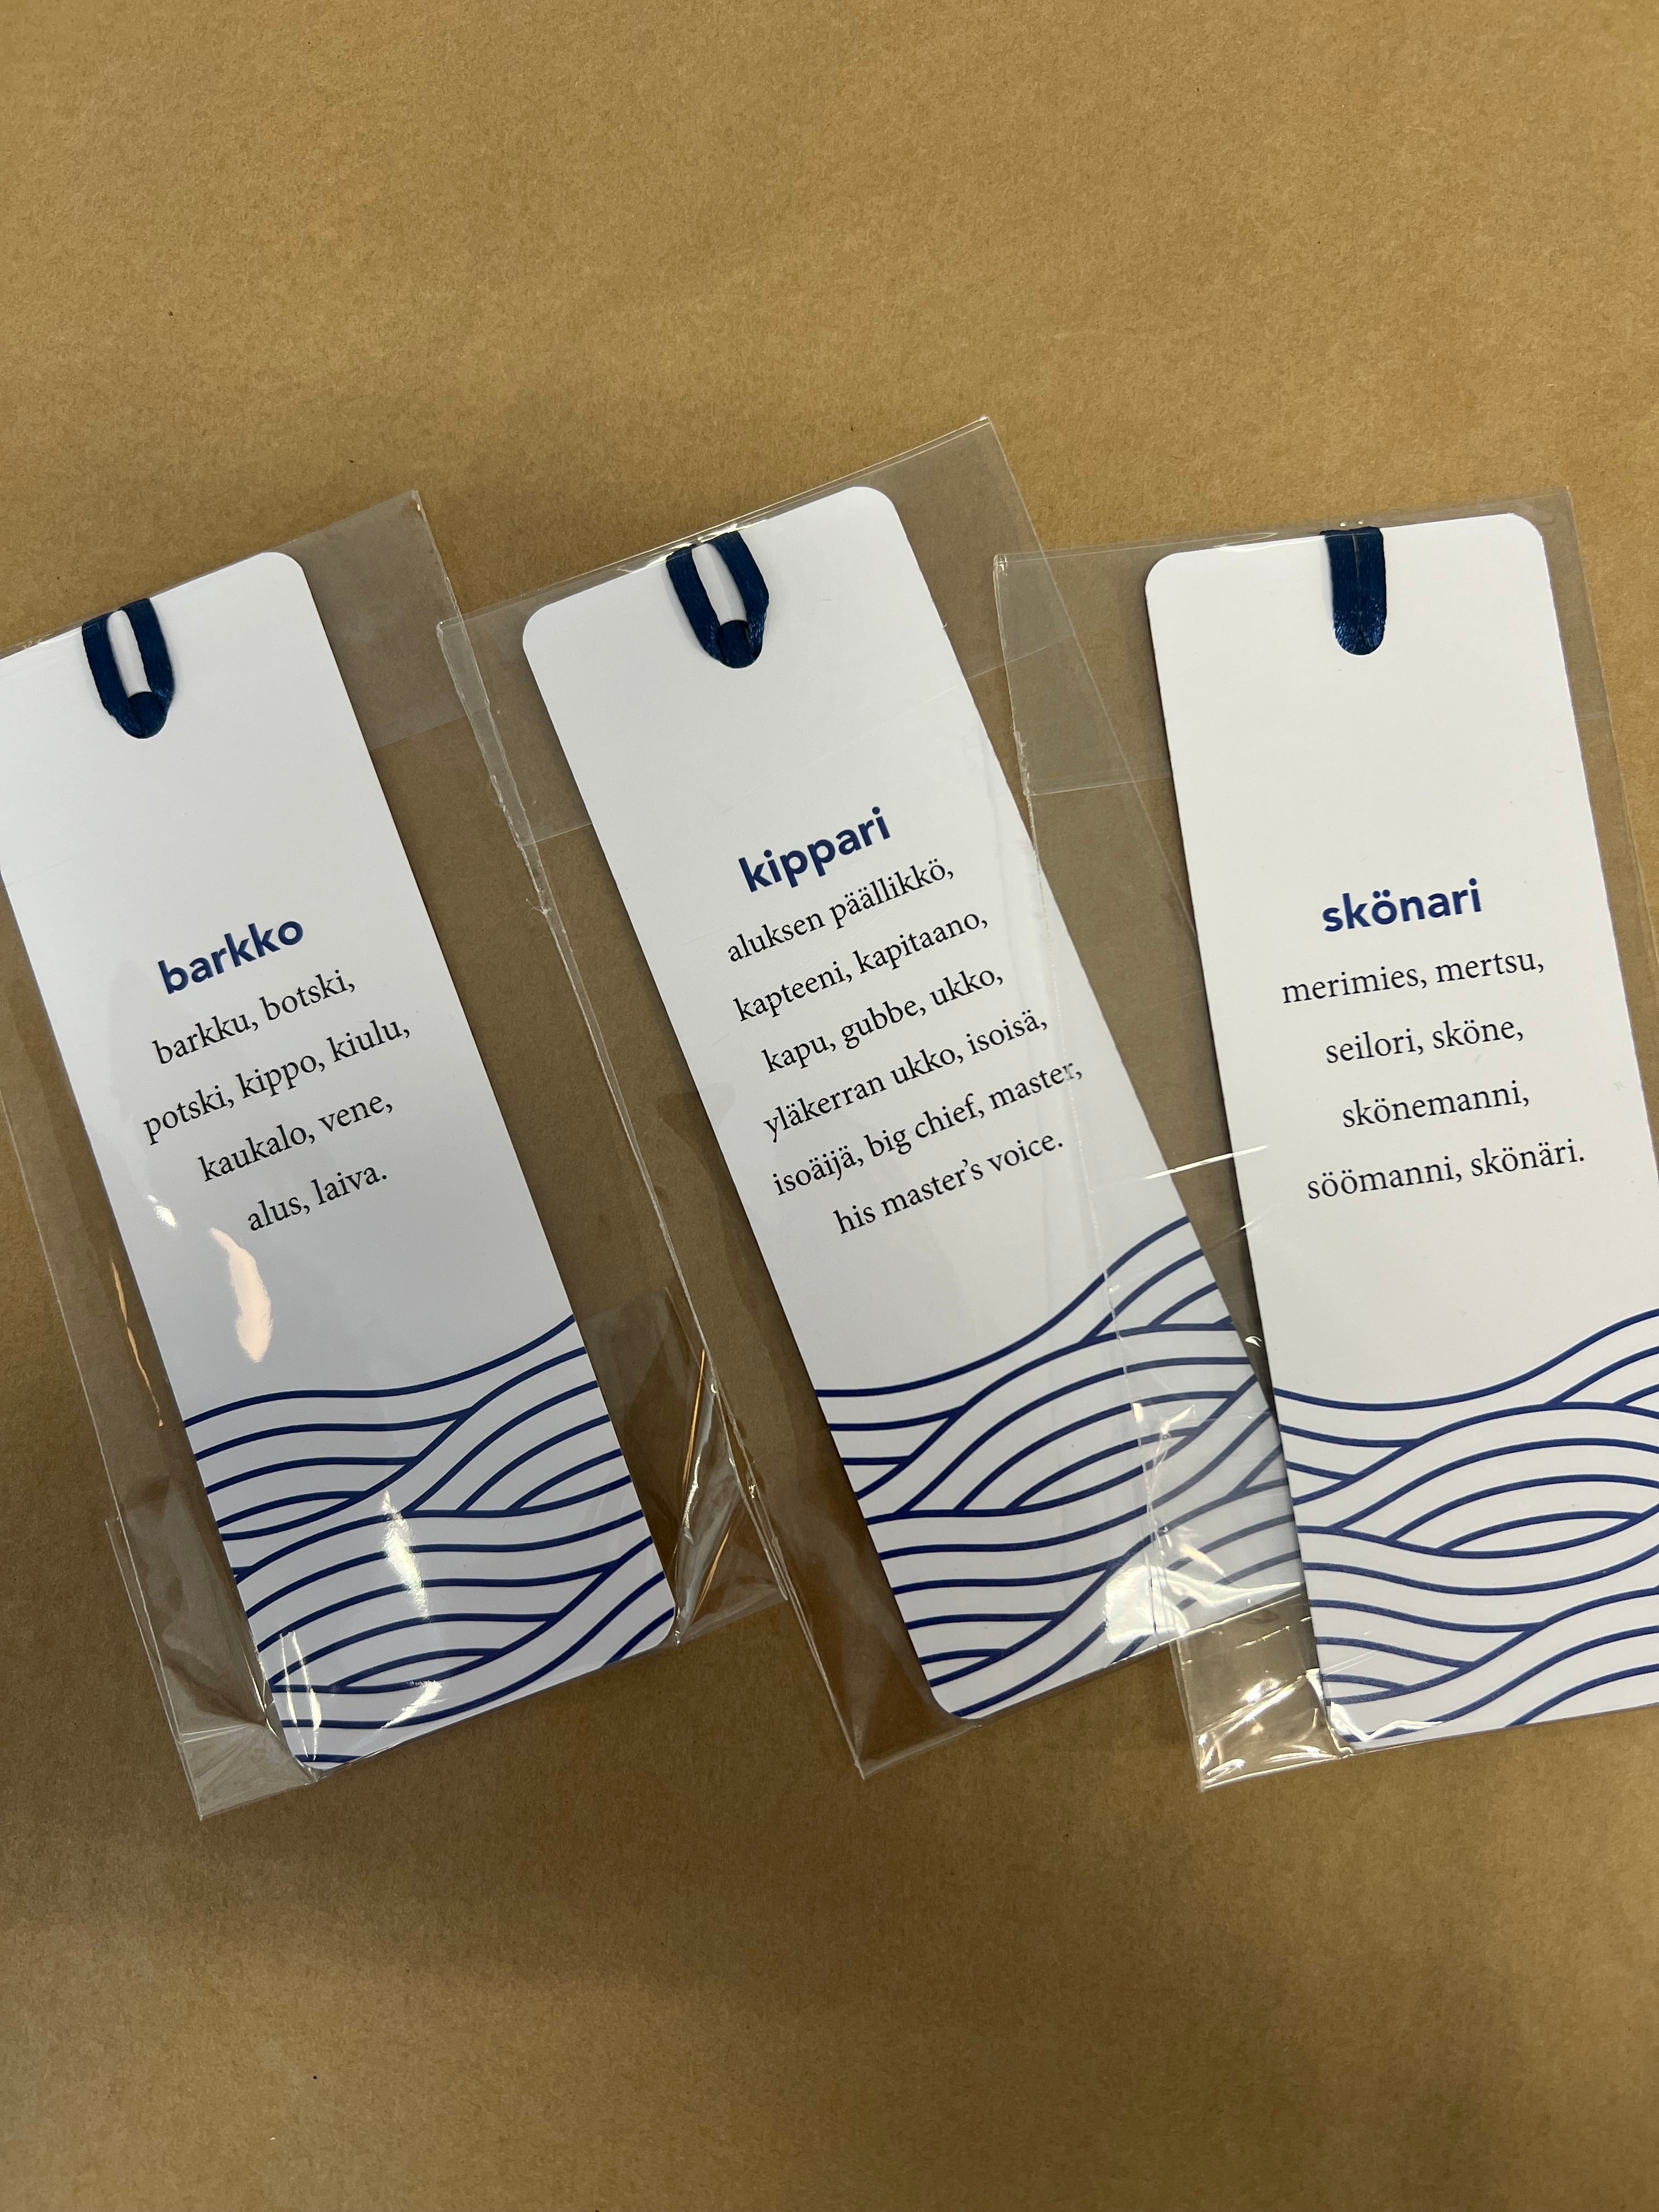 barkko
barkku, botski,
potski, kippo, kiulu,
kaukalo, vene,
alus, laiva.
kippari
aluksen päällikkö,
kapteeni, kapitaano,
kapu, gubbe, ukko,
yläkerran ukko, isoisä,
isoäijä, big chief, master,
his master’s voice.
skönari
merimies, mertsu,
seilori, sköne,
skönemanni,
söömanni, skönäri.